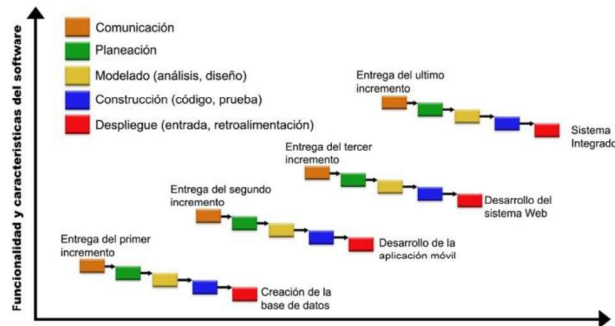 Funcionalidad y características del software
Comunicación
Planeación
Modelado (análisis, diseño)
Construcción (código, prueba)
Despliegue (entrada, retroalimentación)
Entrega del ultimo
incremento
Sistema
Integrado
Entrega del tercer
incremento
Desarrollo del
sistema Web
Entrega del segundo
incremento
Desarrollo de la
aplicación móvil
Entrega del primer
incremento
Creación de la
base de datos